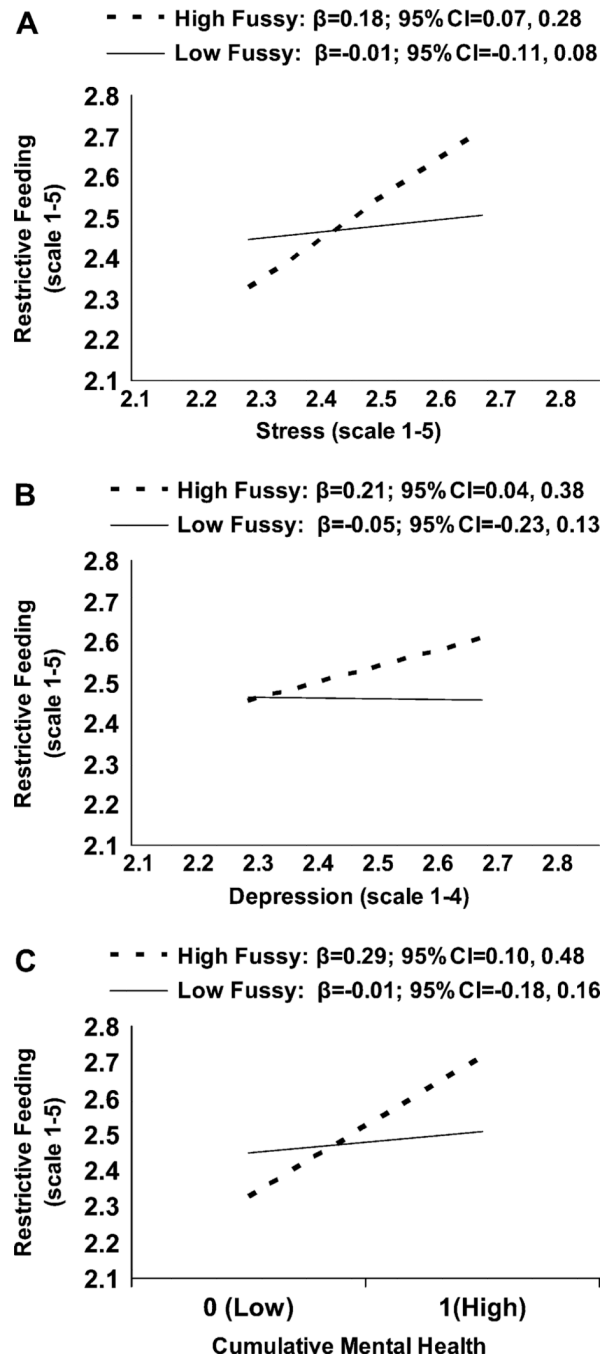 A
High Fussy: β=0.18; 95% CI=0.07, 0.28
Low Fussy: β=-0.01; 95% CI=-0.11, 0.08
Restrictive Feeding
(scale 1-5)
2.8
2.7
2.6
2.5
2.4
2.3
2.2
2.1
2.1 2.2 2.3 2.4 2.5 2.6 2.7 2.8
Stress (scale 1-5)
B
High Fussy: β=0.21; 95% CI=0.04, 0.38
Low Fussy: β=-0.05; 95% CI=-0.23, 0.13
Restrictive Feeding
(scale 1-5)
2.8
2.7
2.6
2.5
2.4
2.3
2.2
2.1
2.1 2.2 2.3 2.4 2.5 2.6 2.7 2.8
Depression (scale 1-4)
C
High Fussy: β=0.29; 95% CI=0.10, 0.48
Low Fussy: β=-0.01; 95% CI=-0.18, 0.16
Restrictive Feeding
(scale 1-5)
2.8
2.7
2.6
2.5
2.4
2.3
2.2
2.1
0 (Low) 1(High)
Cumulative Mental Health